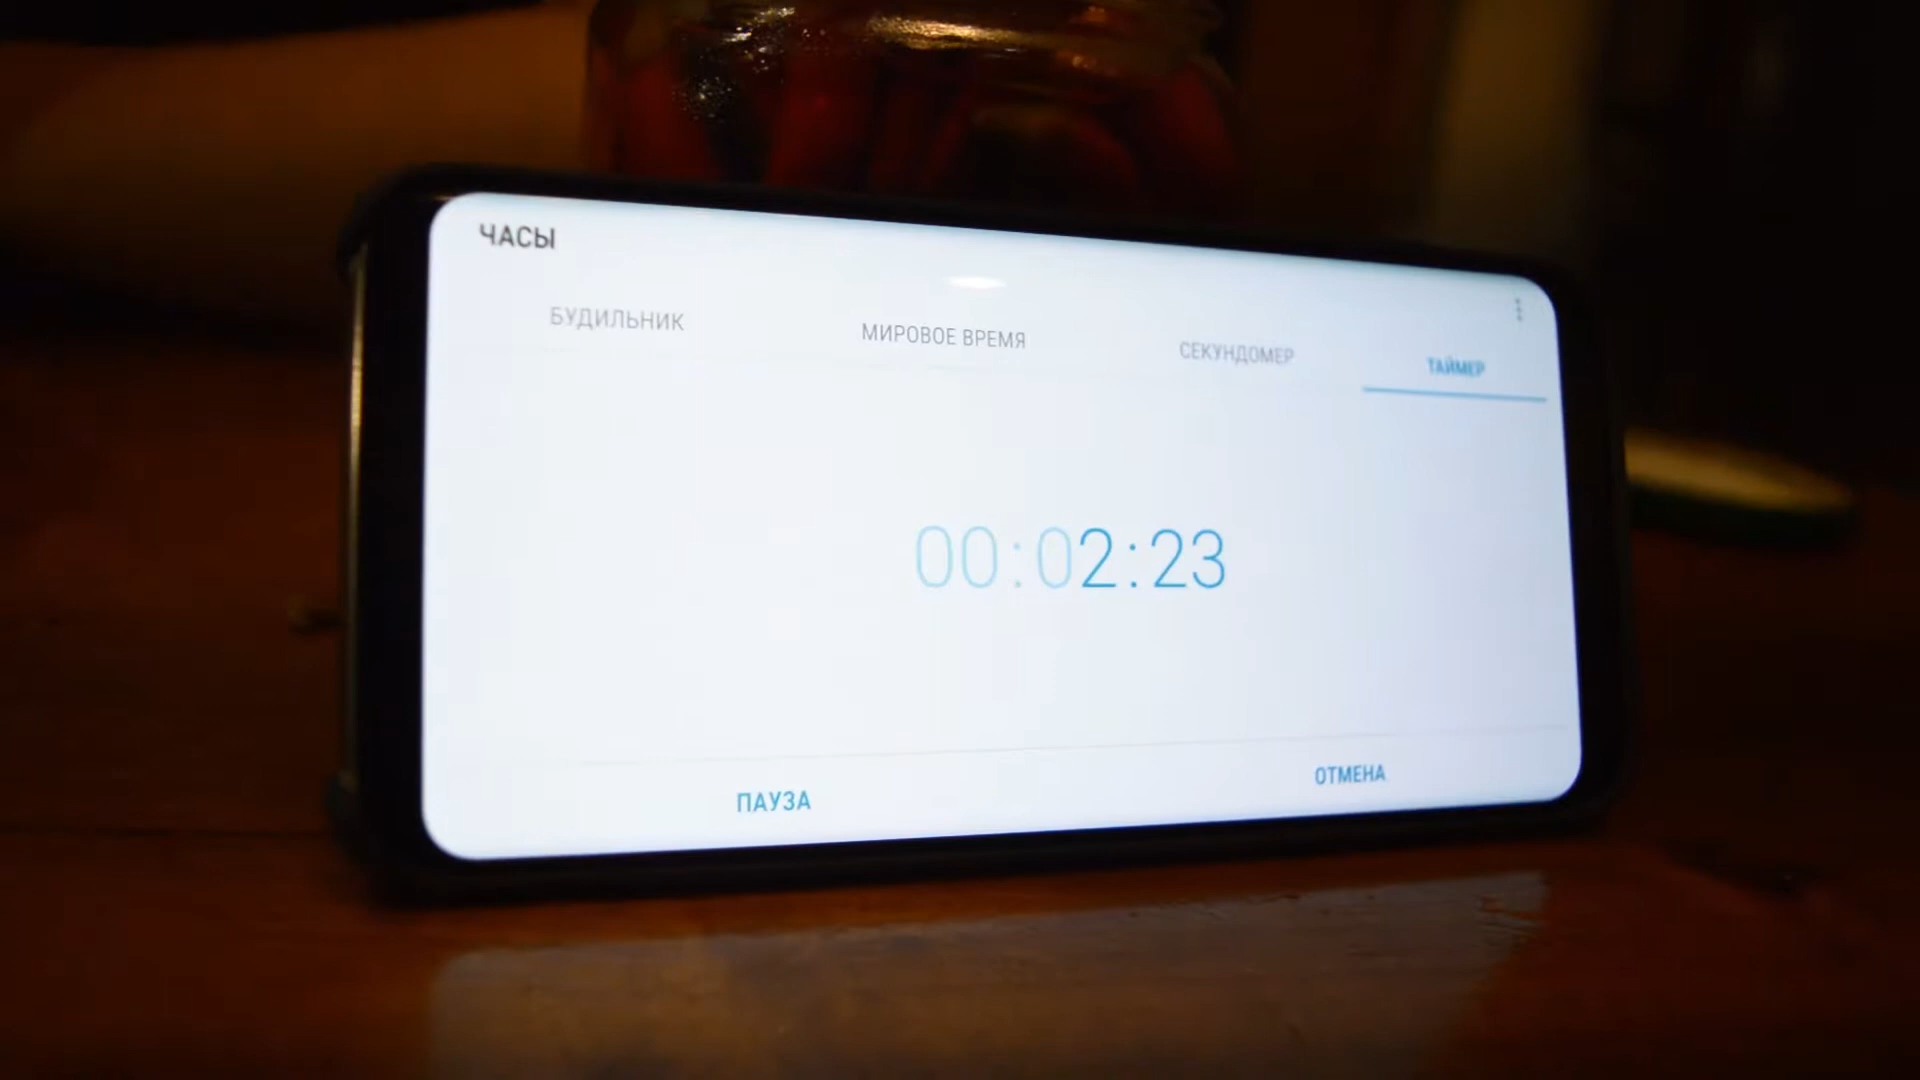 ЧАСЫ
БУДИЛЬНИК МИРОВОЕ ВРЕМЯ СЕКУНДОМЕР ТАЙМЕР
00:02:23
ПАУЗА ОТМЕНА